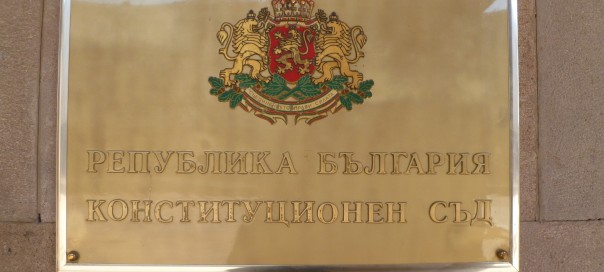 РЕПУБЛИКА БЪЛГАРИЯ
КОНСТИТУЦИОНЕН СЪД